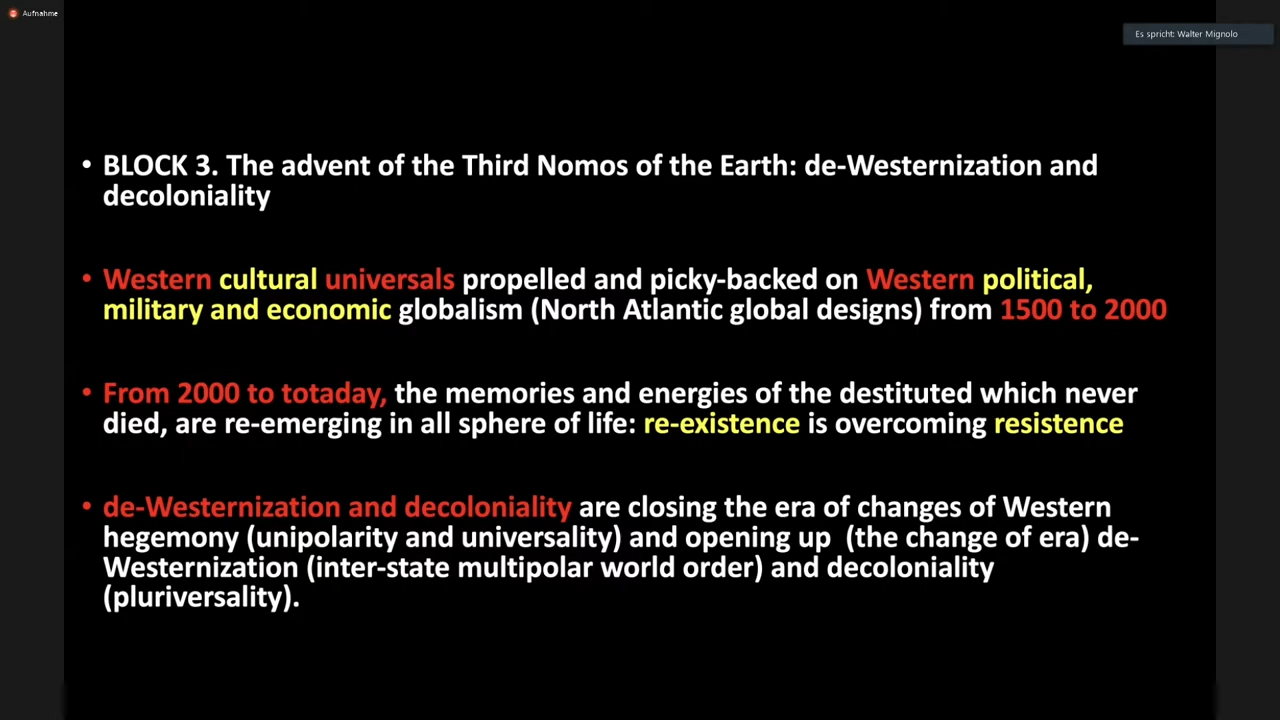 Aufnahme
Es spricht: Walter Mignolo
• BLOCK 3. The advent of the Third Nomos of the Earth: de-Westernization and
decoloniality
• Western cultural universals propelled and picky-backed on Western political,
military and economic globalism (North Atlantic global designs) from 1500 to 2000
• From 2000 to totaday, the memories and energies of the destituted which never
died, are re-emerging in all sphere of life: re-existence is overcoming resistence
• de-Westernization and decoloniality are closing the era of changes of Western
hegemony (unipolarity and universality) and opening up (the change of era) de-
Westernization (inter-state multipolar world order) and decoloniality
(pluriversality).